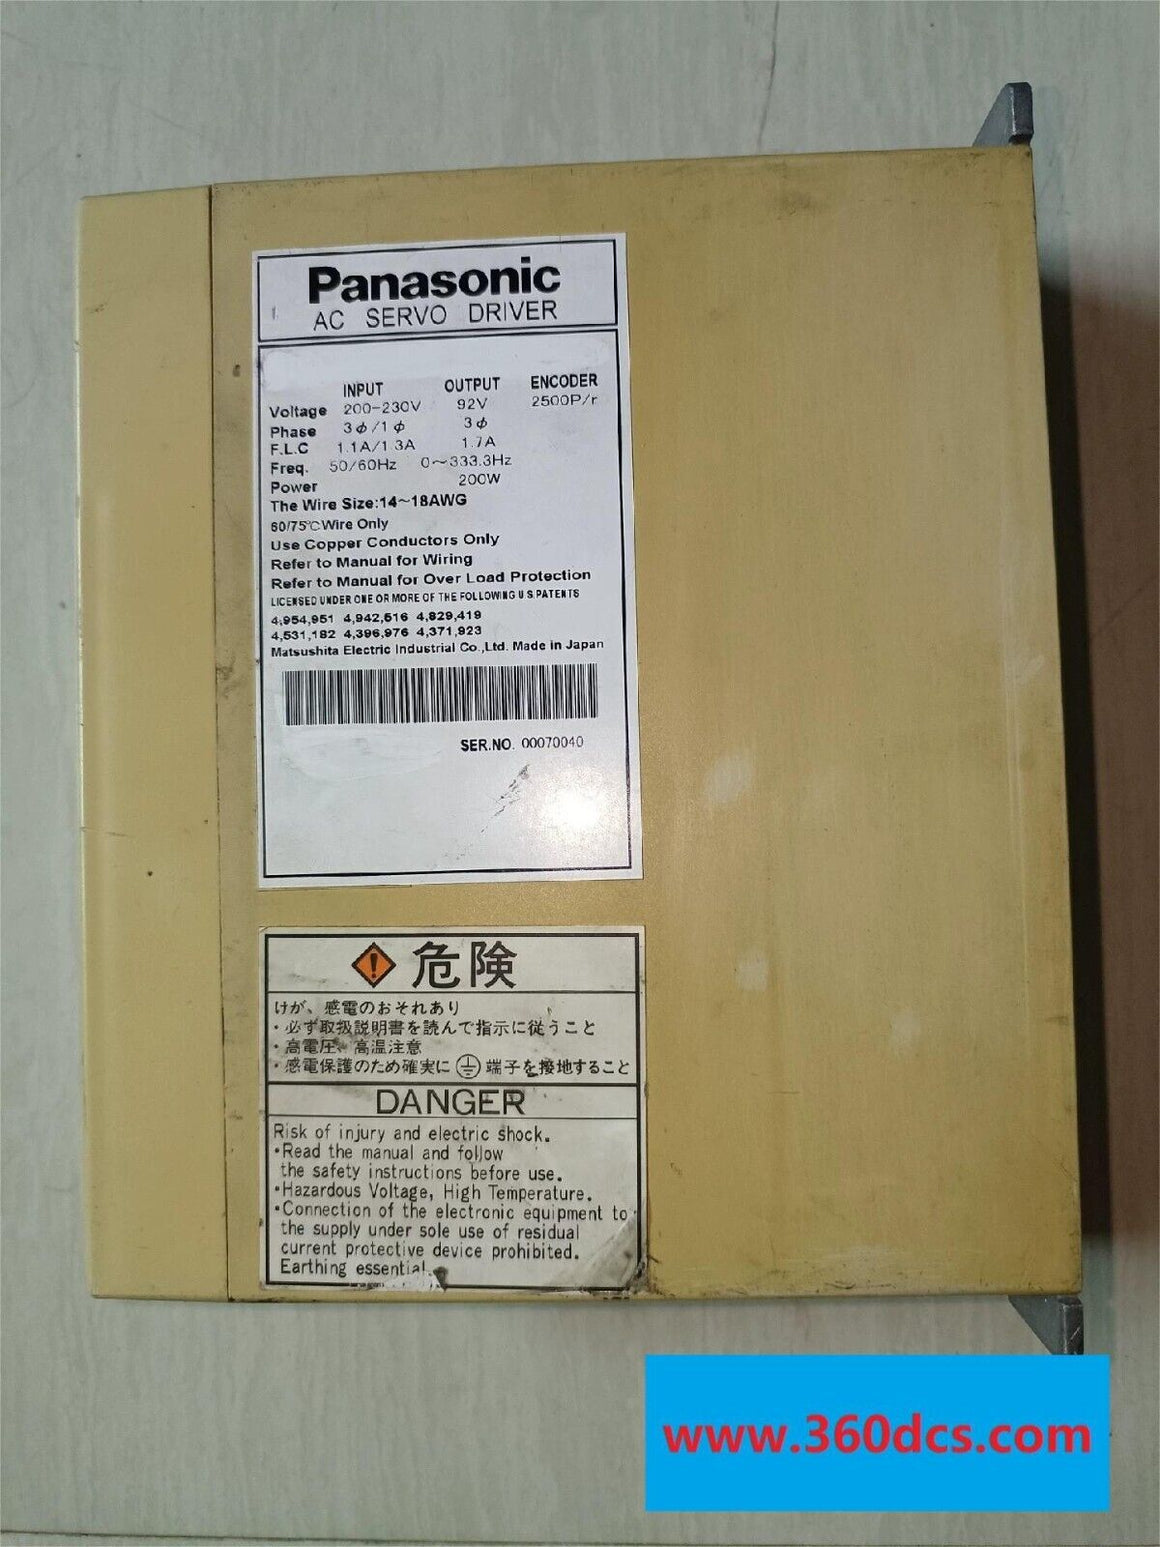 Panasonic
AC SERVO DRIVER
INPUT OUTPUT ENCODER
Voltage 200-230V 92V 2500P/r
Phase 3ϕ/1ϕ 3ϕ
F.L.C 1.1A/1.3A 1.7A
Freq. 50/60Hz 0~333.3Hz
Power 200W
The Wire Size:14~18AWG
60/75℃ Wire Only
Use Copper Conductors Only
Refer to Manual for Wiring
Refer to Manual for Over Load Protection
LICENSED UNDER ONE OR MORE OF THE FOLLOWING U S.PATENTS
4,954,951 4,942,516 4,829,419
4,531,182 4,396,976 4,371,923
Matsushita Electric Industrial Co.,Ltd. Made in Japan
SER.NO. 00070040
危険
けが、感電のおそれあり
・必ず取扱説明書を読んで指示に従うこと
・高電圧、高温注意
・感電保護のため確実に⏚端子を接地すること
DANGER
Risk of injury and electric shock.
・Read the manual and follow
the safety instructions before use.
・Hazardous Voltage, High Temperature.
・Connection of the electronic equipment to
the supply under sole use of residual
current protective device prohibited.
Earthing essential.
www.360dcs.com